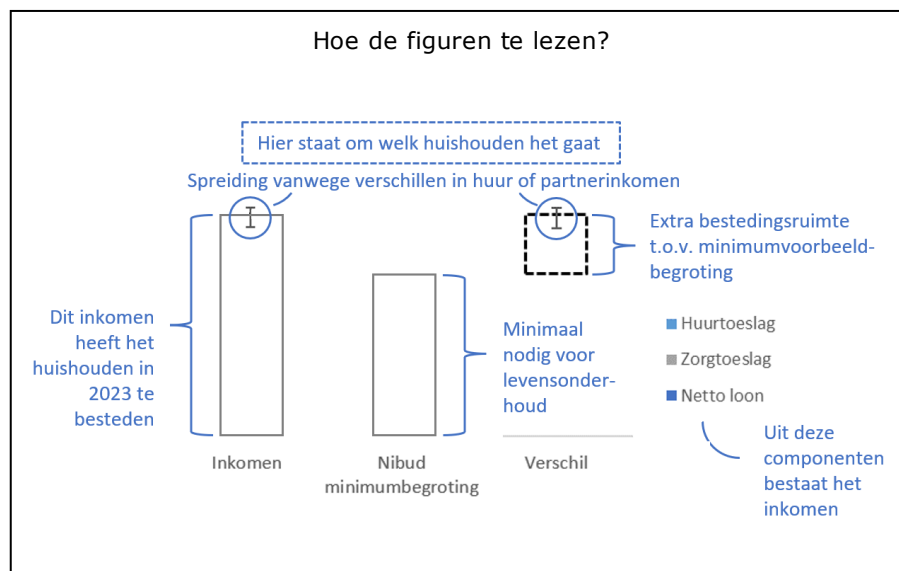 Hoe de figuren te lezen?
Hier staat om welk huishouden het gaat
Spreiding vanwege verschillen in huur of partnerinkomen
Extra bestedingsruimte
t.o.v. minimumvoorbeeld-
begroting
Dit inkomen
heeft het
huishouden in
2023 te
besteden
Minimaal
nodig voor
levensonder-
houd
Huurtoeslag
Zorgtoeslag
Netto loon
Uit deze
componenten
bestaat het
inkomen
Inkomen
Nibud
minimumbegroting
Verschil